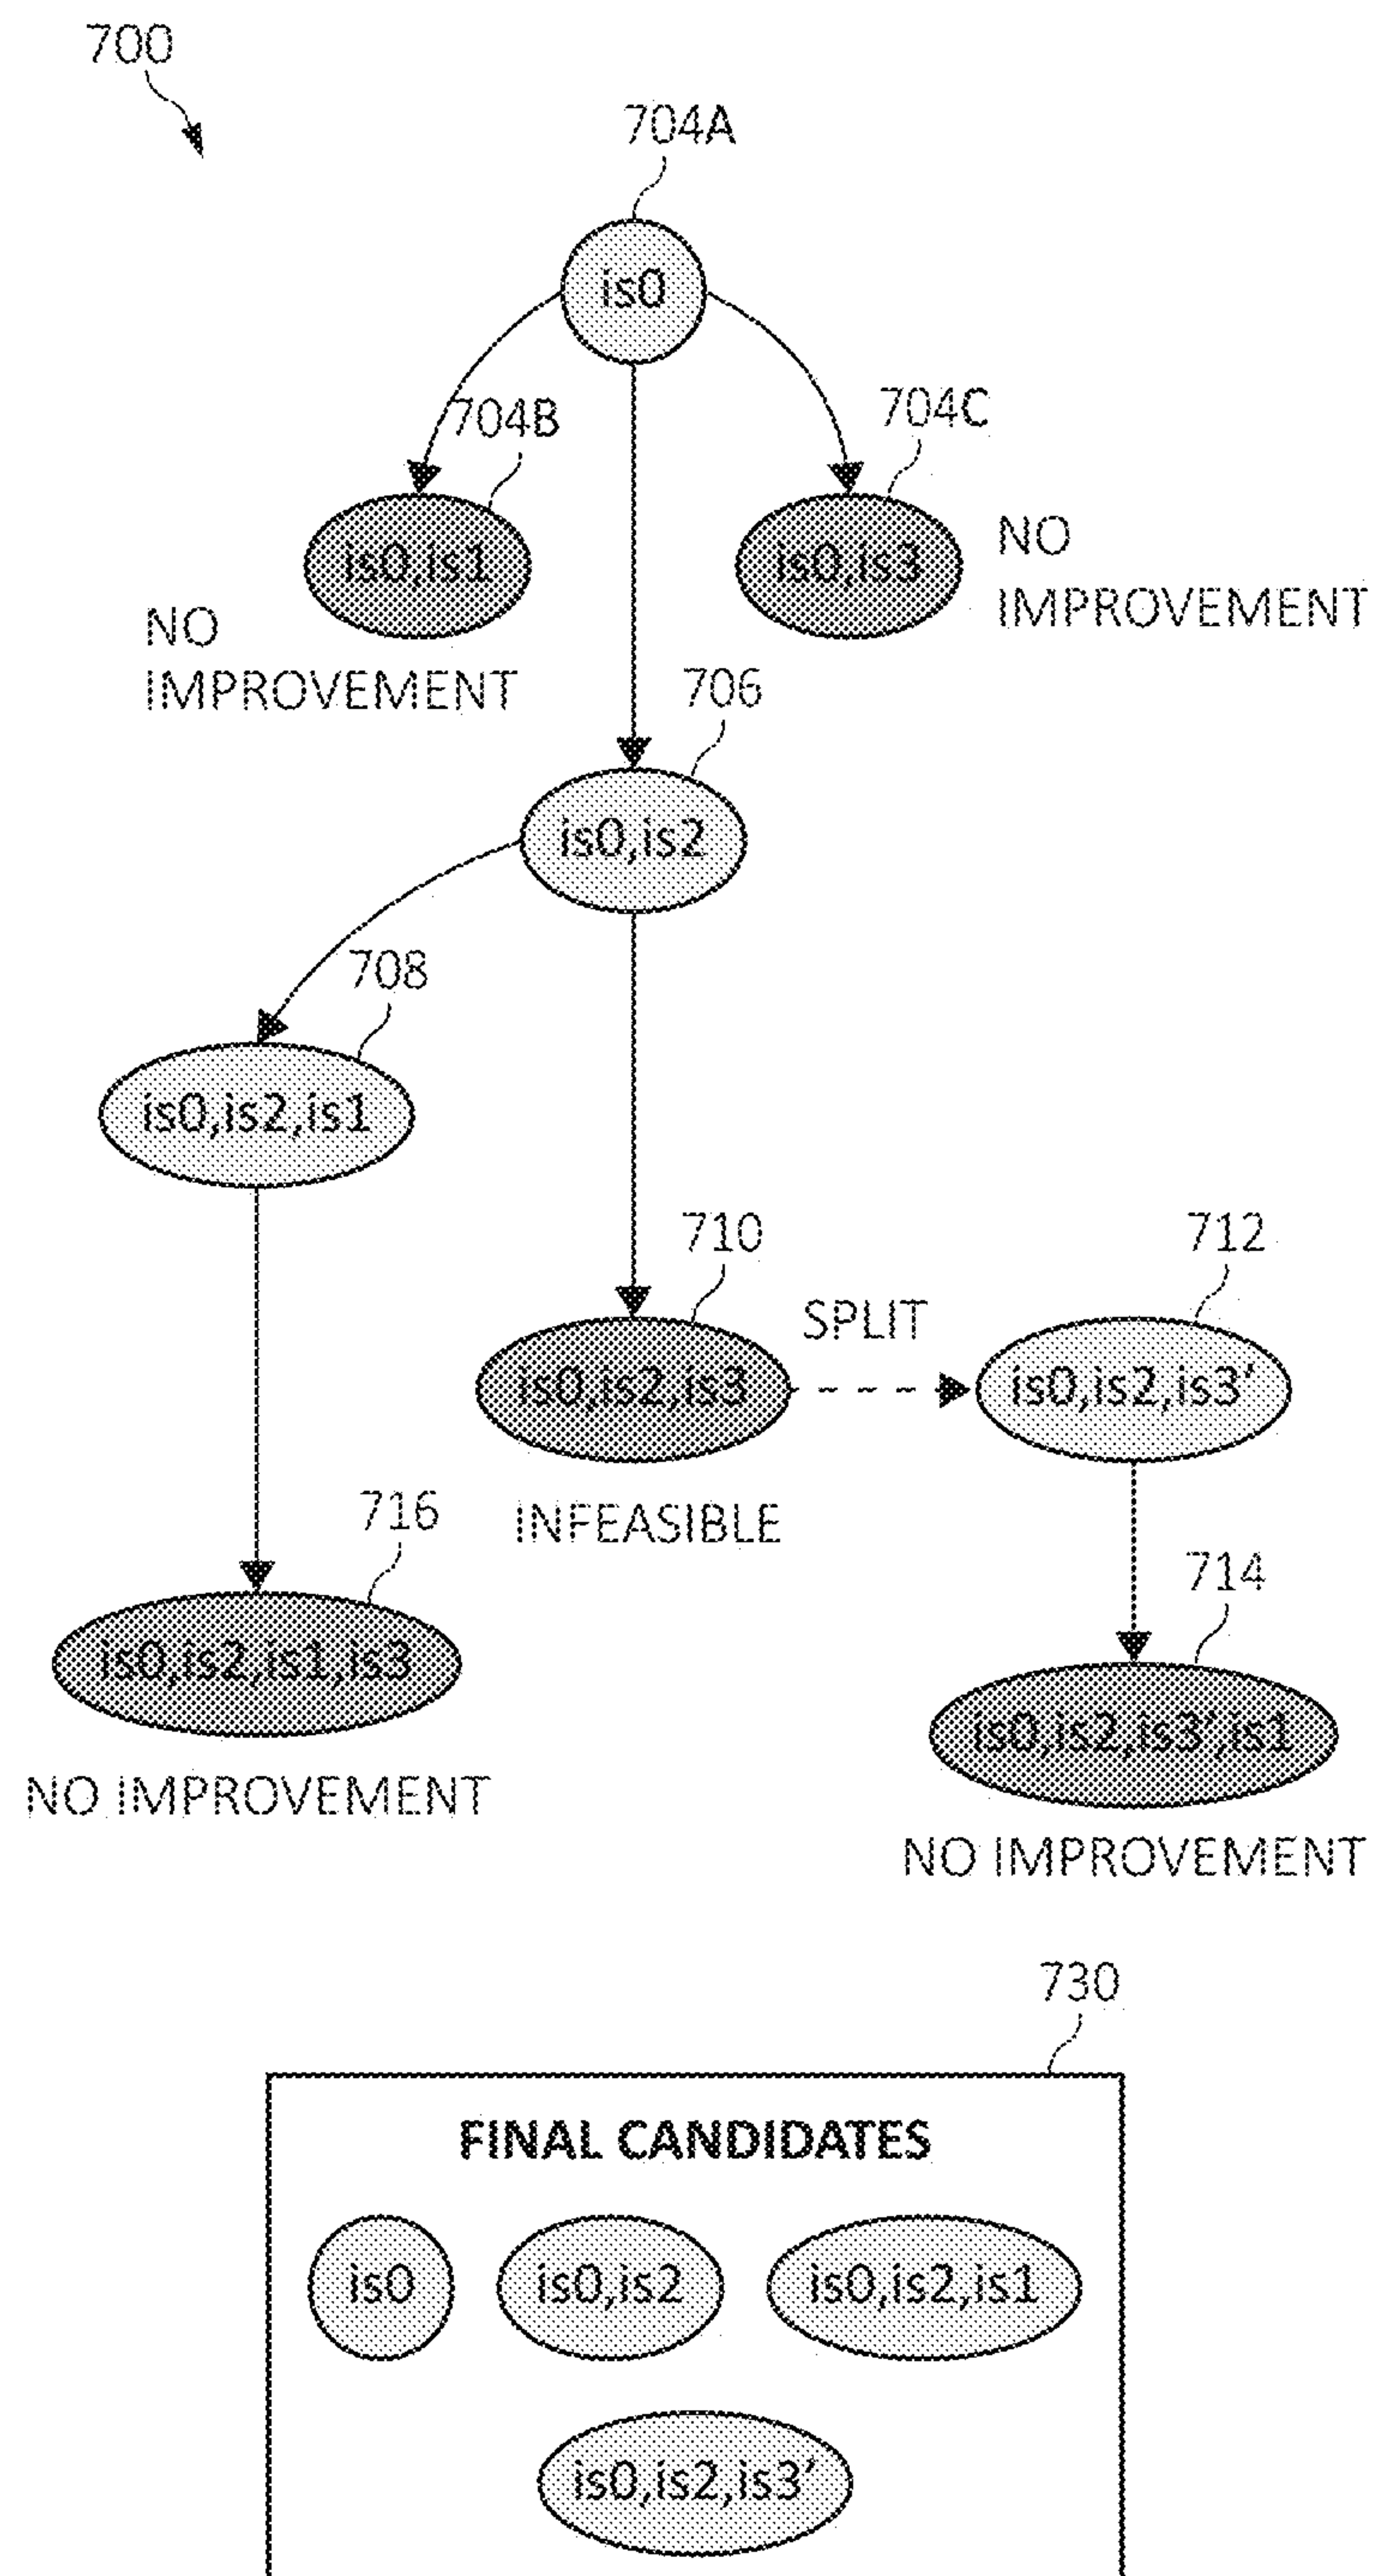 700
704A
is0
704B
704C
is0,is1
is0,is3
NO
IMPROVEMENT
NO
IMPROVEMENT
706
is0,is2
708
is0,is2,is1
710
712
SPLIT
is0,is2,is3
is0,is2,is3'
INFEASIBLE
716
714
is0,is2,is1,is3
is0,is2,is3',is1
NO IMPROVEMENT
NO IMPROVEMENT
730
FINAL CANDIDATES
is0
is0,is2
is0,is2,is1
is0,is2,is3'